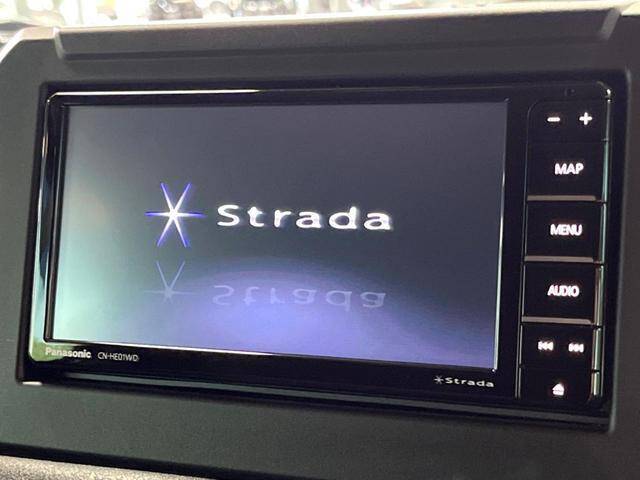 Strada
Panasonic CN-HE01WD
Strada
- +
MAP
MENU
AUDIO